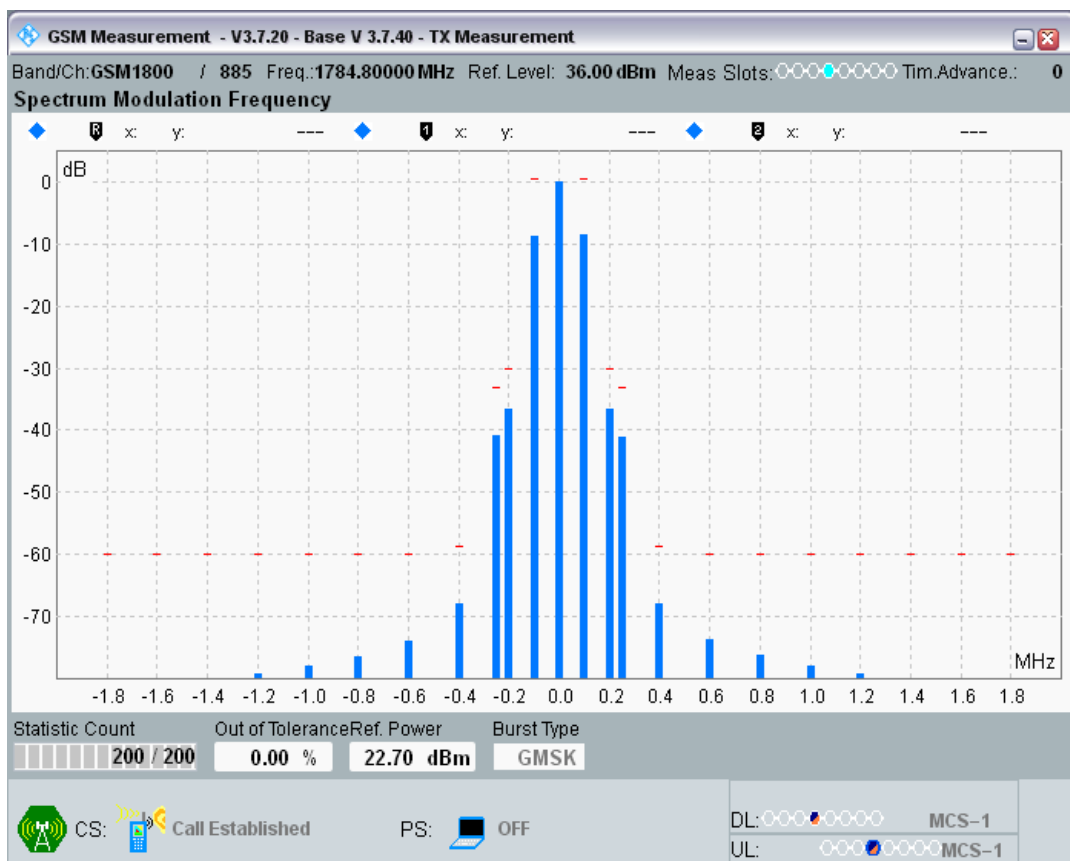 GSM Measurement - V3.7.20 - Base V 3.7.40 - TX Measurement
Band/Ch:GSM1800 / 885 Freq.:1784.80000 MHz Ref. Level: 36.00 dBm Meas Slots: Tim.Advance.: 0
Spectrum Modulation Frequency
R x: y: --- 1 x: y: --- 2 x: y: ---
dB
0
-10
-20
-30
-40
-50
-60
-70
MHz
-1.8 -1.6 -1.4 -1.2 -1.0 -0.8 -0.6 -0.4 -0.2 0.0 0.2 0.4 0.6 0.8 1.0 1.2 1.4 1.6 1.8
Statistic Count Out of Tolerance Ref. Power Burst Type
200 / 200 0.00 % 22.70 dBm GMSK
CS: Call Established PS: OFF
DL: MCS-1
UL: MCS-1